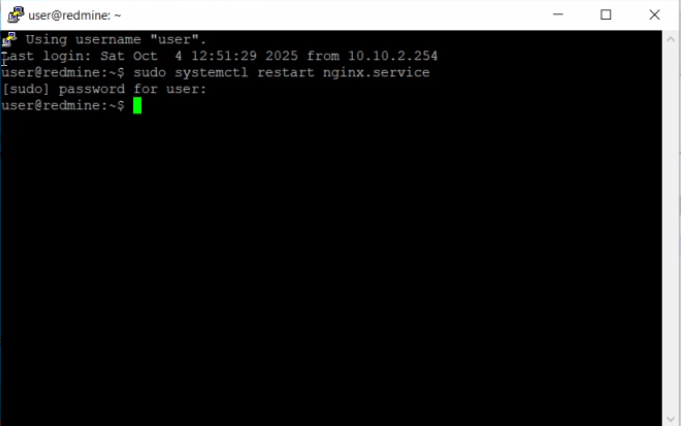 user@redmine: ~
Using username "user".
Last login: Sat Oct  4 12:51:29 2025 from 10.10.2.254
user@redmine:~$ sudo systemctl restart nginx.service
[sudo] password for user:
user@redmine:~$